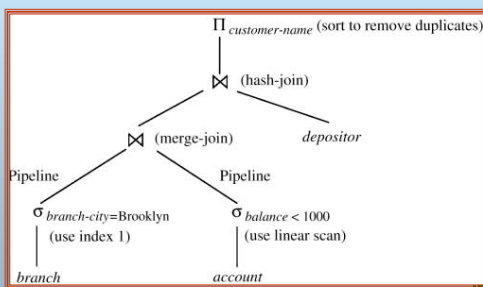 Π customer-name (sort to remove duplicates)
⋈ (hash-join)
⋈ (merge-join) depositor
Pipeline Pipeline
σ branch-city=Brooklyn σ balance < 1000
(use index 1) (use linear scan)
branch account